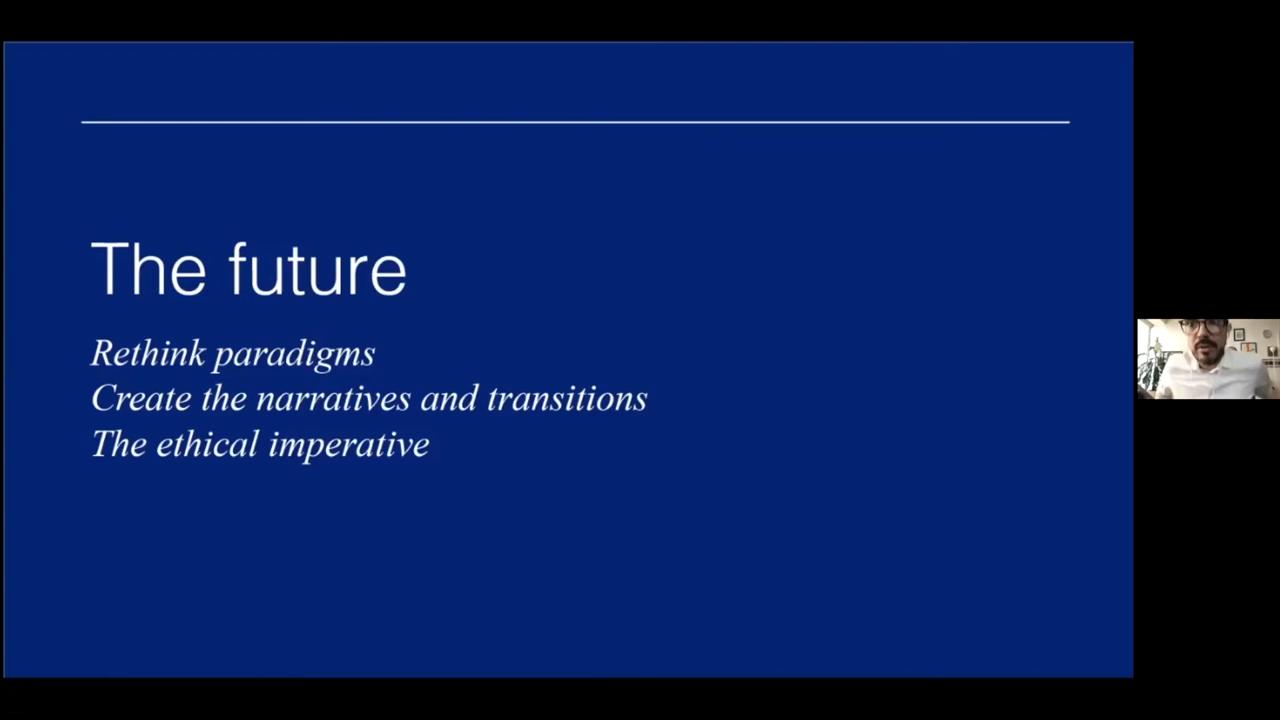 The future
Rethink paradigms
Create the narratives and transitions
The ethical imperative